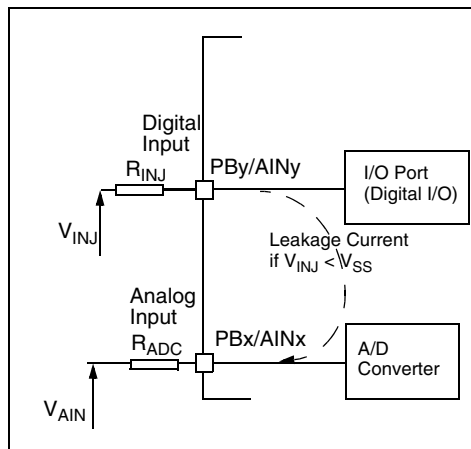 Digital
Input
R_INJ
PBy/AINy
I/O Port
(Digital I/O)
V_INJ
Leakage Current
if V_INJ < V_SS
Analog
Input
R_ADC
PBx/AINx
A/D
Converter
V_AIN